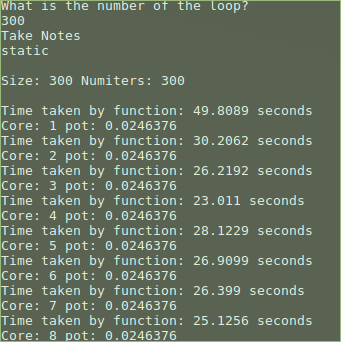 What is the number of the loop?
300
Take Notes
static
Size: 300 Numiters: 300
Time taken by function: 49.8089 seconds
Core: 1 pot: 0.0246376
Time taken by function: 30.2062 seconds
Core: 2 pot: 0.0246376
Time taken by function: 26.2192 seconds
Core: 3 pot: 0.0246376
Time taken by function: 23.011 seconds
Core: 4 pot: 0.0246376
Time taken by function: 28.1229 seconds
Core: 5 pot: 0.0246376
Time taken by function: 26.9099 seconds
Core: 6 pot: 0.0246376
Time taken by function: 26.399 seconds
Core: 7 pot: 0.0246376
Time taken by function: 25.1256 seconds
Core: 8 pot: 0.0246376